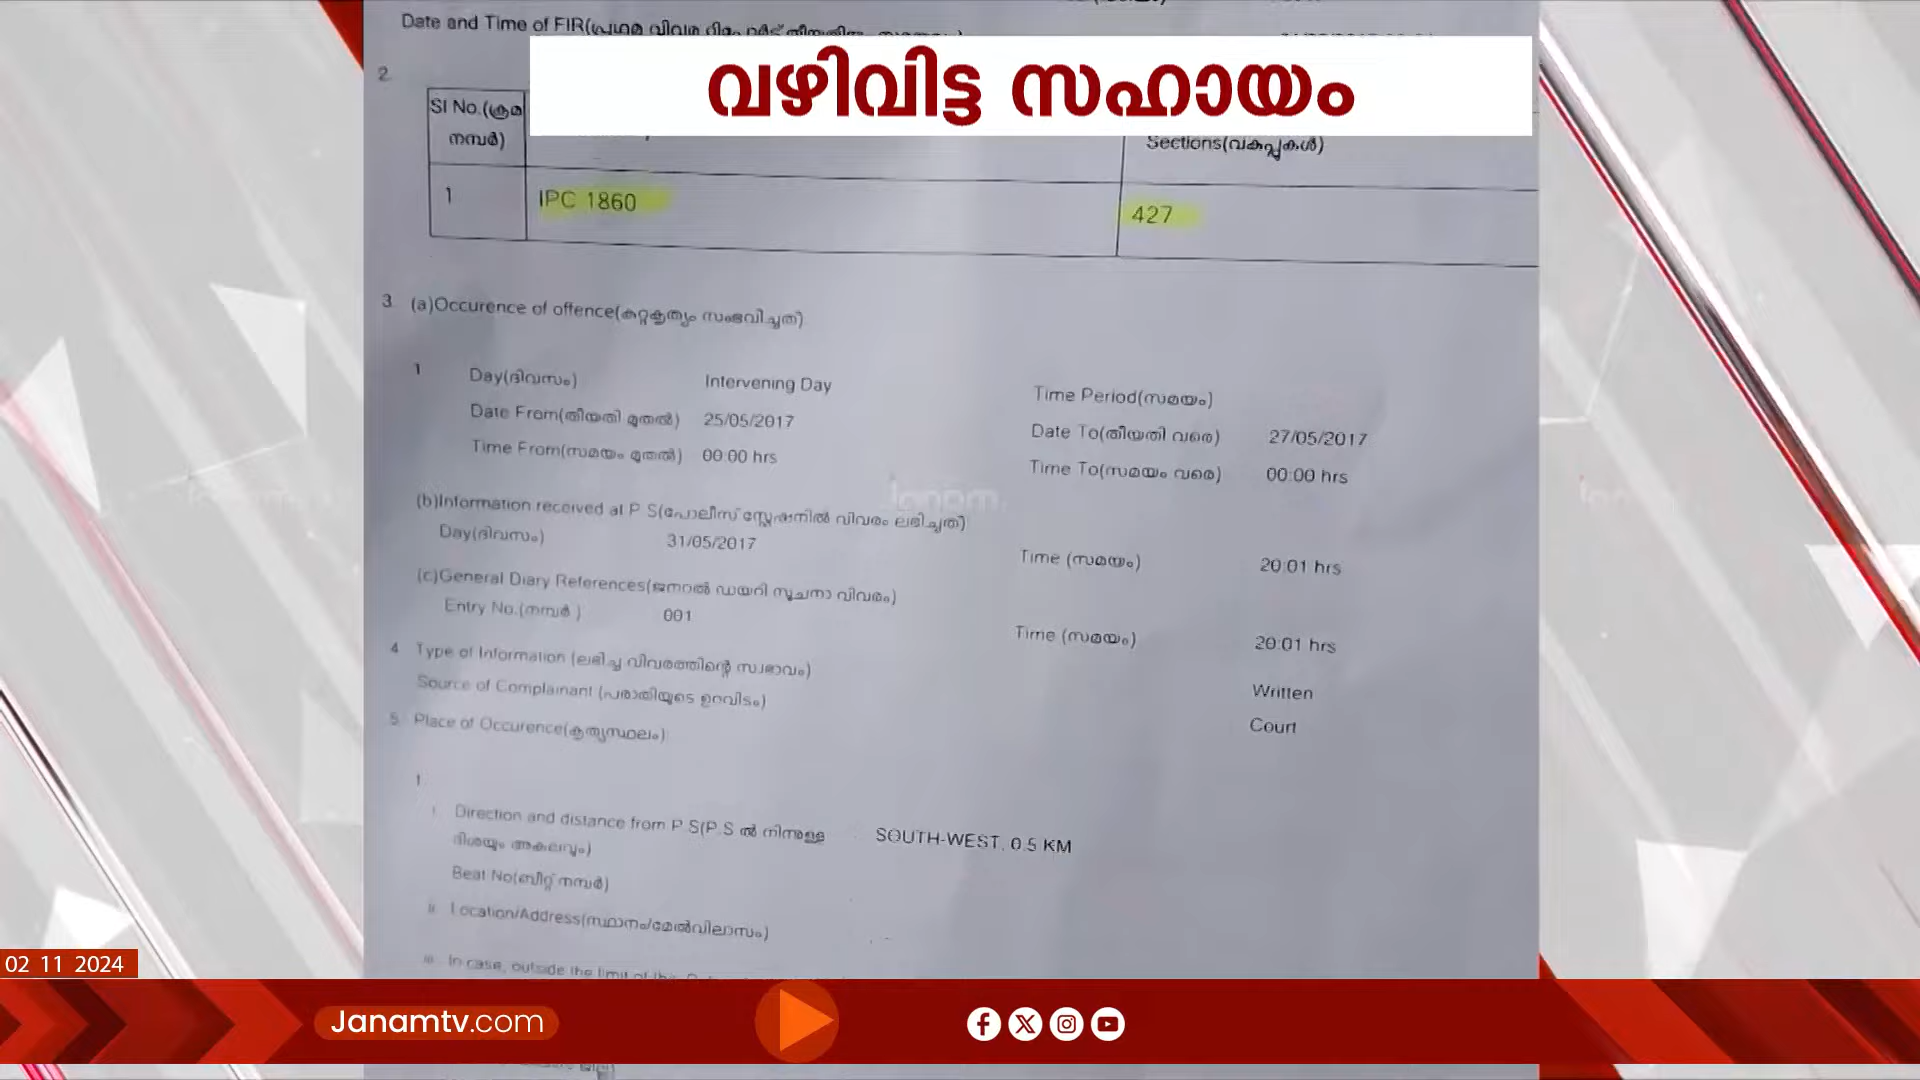 Date and Time of FIR(പ്രഥമ വിവര
വഴിവിട്ട സഹായം
2.
Sl No.(ക്രമ നമ്പർ)
Sections(വകുപ്പുകൾ)
1 IPC 1860 427
3. (a)Occurence of offence(കുറ്റകൃത്യം സംഭവിച്ചത്)
1 Day(ദിവസം) Intervening Day Time Period(സമയം)
Date From(തീയതി മുതൽ) 25/05/2017 Date To(തീയതി വരെ) 27/05/2017
Time From(സമയം മുതൽ) 00:00 hrs Time To(സമയം വരെ) 00:00 hrs
Janam
(b)Information received at P.S(പോലീസ് സ്റ്റേഷനിൽ വിവരം ലഭിച്ചത്)
Day(ദിവസം) 31/05/2017 Time (സമയം) 20:01 hrs
(c)General Diary References(ജനറൽ ഡയറി സൂചനാ വിവരം)
Entry No.(നമ്പർ ) 001 Time (സമയം) 20:01 hrs
4. Type of Information (ലഭിച്ച വിവരത്തിന്റെ സ്വഭാവം) Written
Source of Complainant (പരാതിയുടെ ഉറവിടം) Court
5. Place of Occurence(കൃത്യസ്ഥലം)
1
i. Direction and distance from P.S(P.S ൽ നിന്നുള്ള ദിശയും അകലവും) SOUTH-WEST, 0.5 KM
Beat No(ബീറ്റ് നമ്പർ)
ii. Location/Address(സ്ഥാനം/മേൽവിലാസം)
iii. In case, outside the limit of this
02 11 2024
Janamtv.com